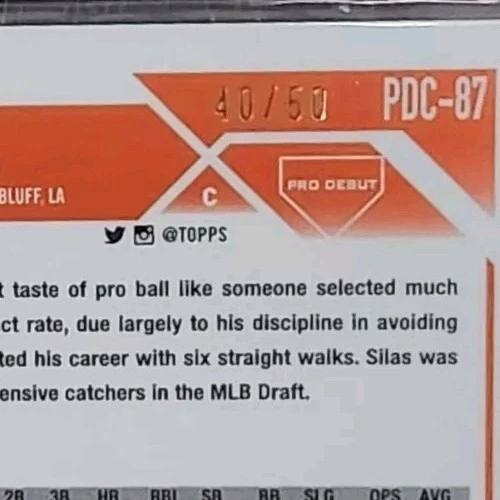 40/50 PDC-87
PRO DEBUT
BLUFF, LA C
@TOPPS
t taste of pro ball like someone selected much
ct rate, due largely to his discipline in avoiding
ted his career with six straight walks. Silas was
ensive catchers in the MLB Draft.
2B 3B HR RBI SB BB SLG OPS AVG